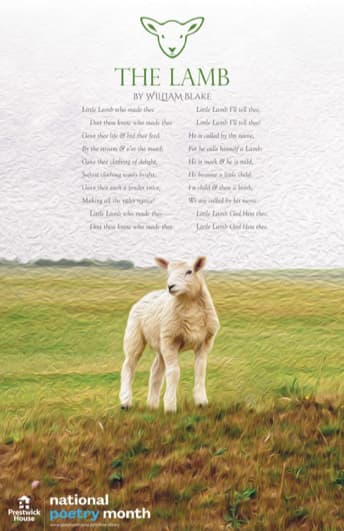 THE LAMB
BY WILLIAM BLAKE
Little Lamb who made thee
Dost thou know who made thee
Gave thee life & bid thee feed.
By the stream & o'er the mead;
Gave thee clothing of delight,
Softest clothing wooly bright;
Gave thee such a tender voice,
Making all the vales rejoice!
Little Lamb who made thee
Dost thou know who made thee
Little Lamb I'll tell thee,
Little Lamb I'll tell thee!
He is called by thy name,
For he calls himself a Lamb:
He is meek & he is mild,
He became a little child:
I a child & thou a lamb,
We are called by his name.
Little Lamb God bless thee.
Little Lamb God bless thee.
Prestwick
House
national
poetry month